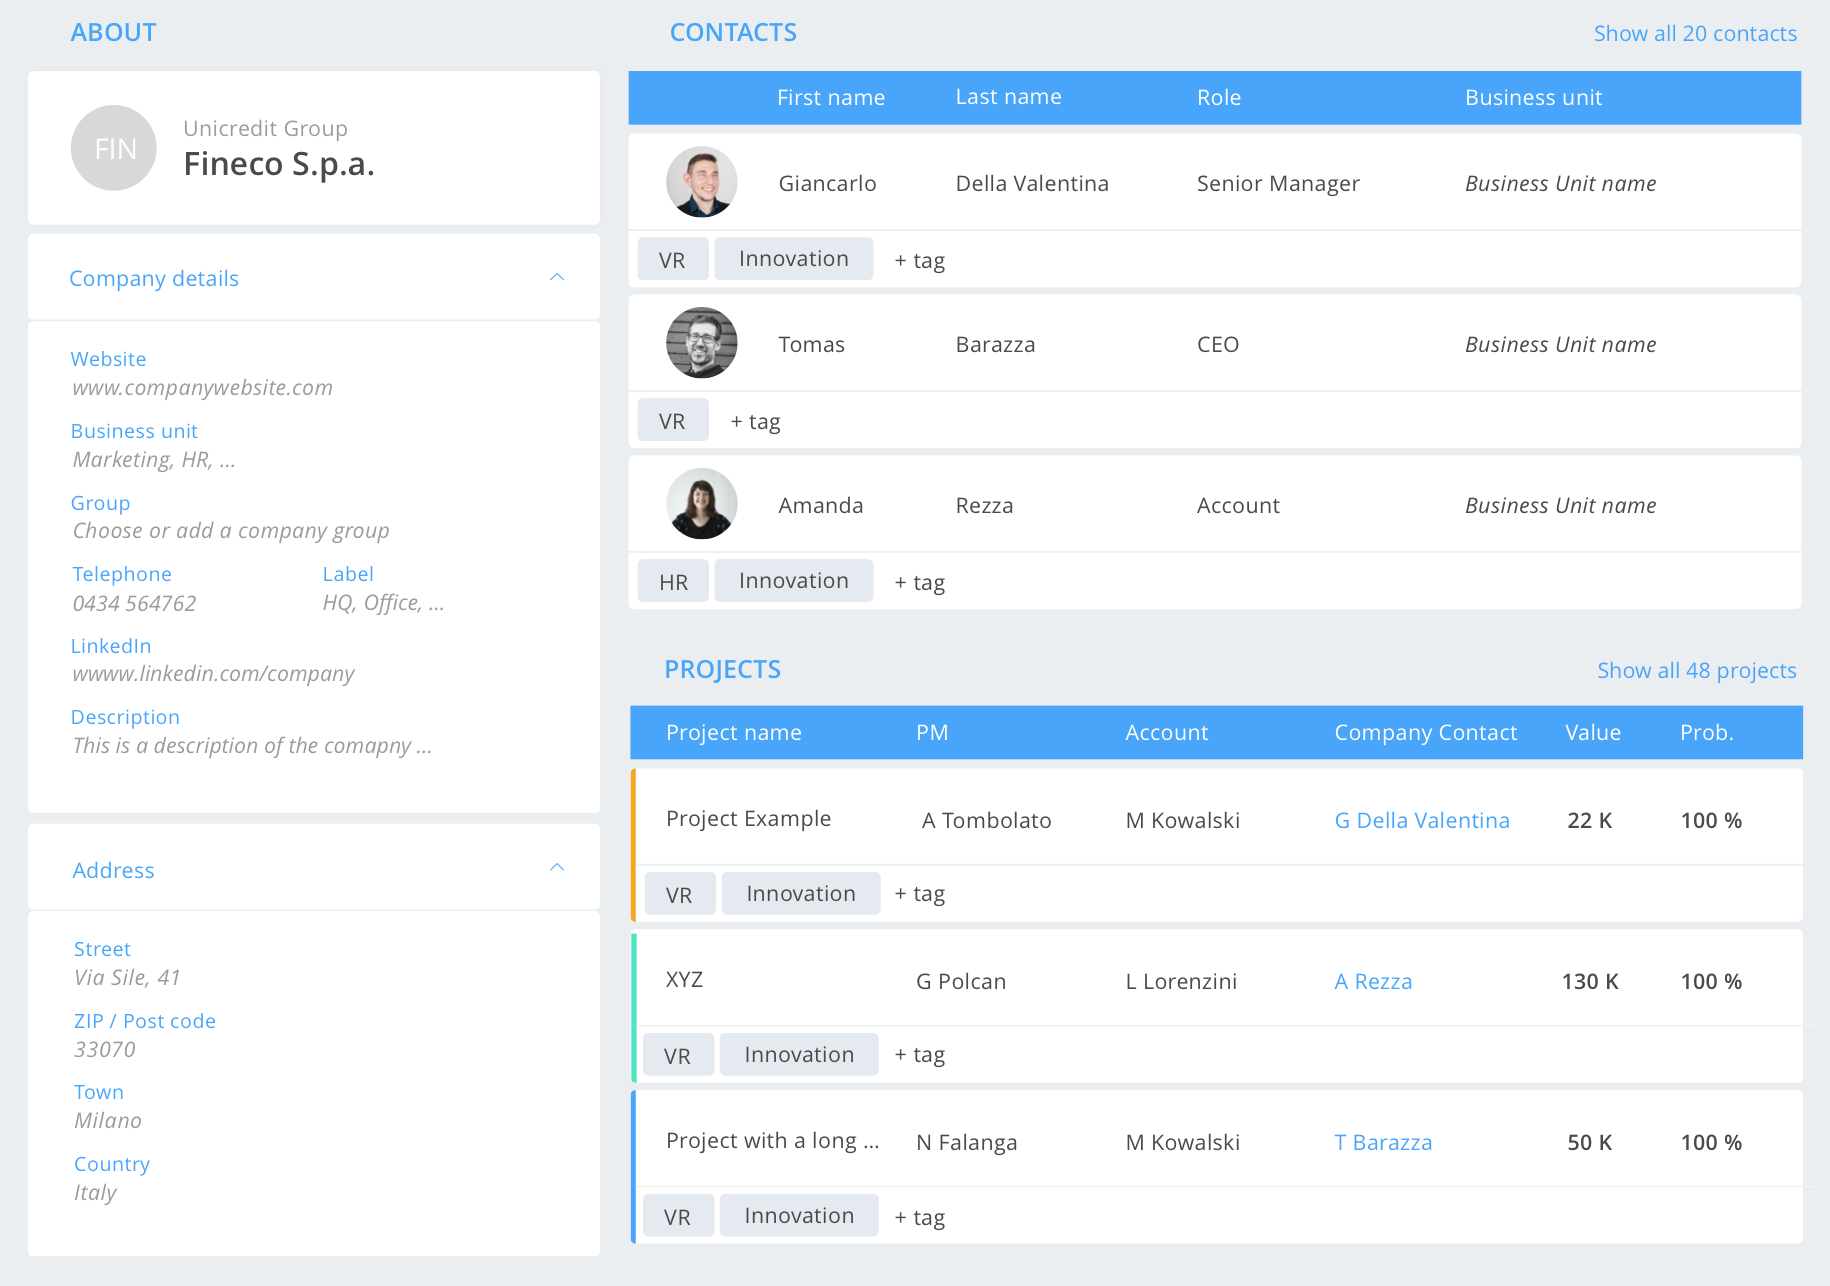 ABOUT
FIN
Unicredit Group
Fineco S.p.a.
Company details
Website
www.companywebsite.com
Business unit
Marketing, HR, ...
Group
Choose or add a company group
Telephone Label
0434 564762 HQ, Office, ...
LinkedIn
wwww.linkedin.com/company
Description
This is a description of the comapny ...
Address
Street
Via Sile, 41
ZIP / Post code
33070
Town
Milano
Country
Italy
CONTACTS Show all 20 contacts
First name Last name Role Business unit
Giancarlo Della Valentina Senior Manager Business Unit name
VR Innovation + tag
Tomas Barazza CEO Business Unit name
VR + tag
Amanda Rezza Account Business Unit name
HR Innovation + tag
PROJECTS Show all 48 projects
Project name PM Account Company Contact Value Prob.
Project Example A Tombolato M Kowalski G Della Valentina 22 K 100 %
VR Innovation + tag
XYZ G Polcan L Lorenzini A Rezza 130 K 100 %
VR Innovation + tag
Project with a long ... N Falanga M Kowalski T Barazza 50 K 100 %
VR Innovation + tag